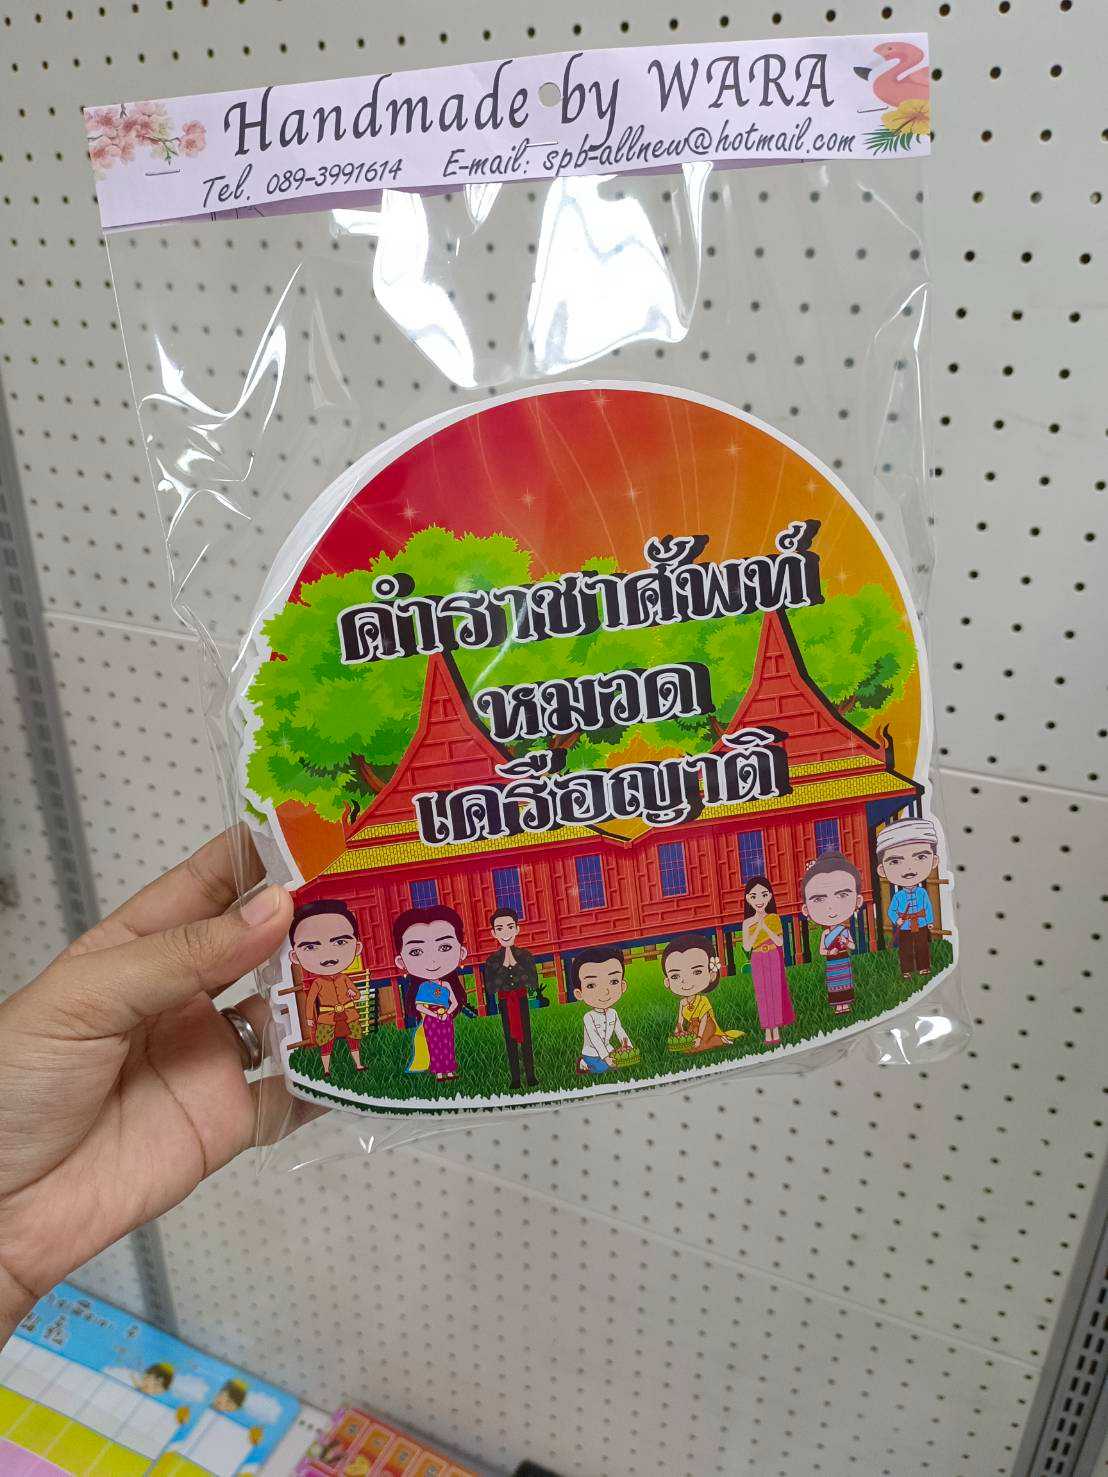 Handmade by WARA
Tel. 089-3991614 E-mail: spb-allnew@hotmail.com
คำราชาศัพท์
หมวด
เครือญาติ